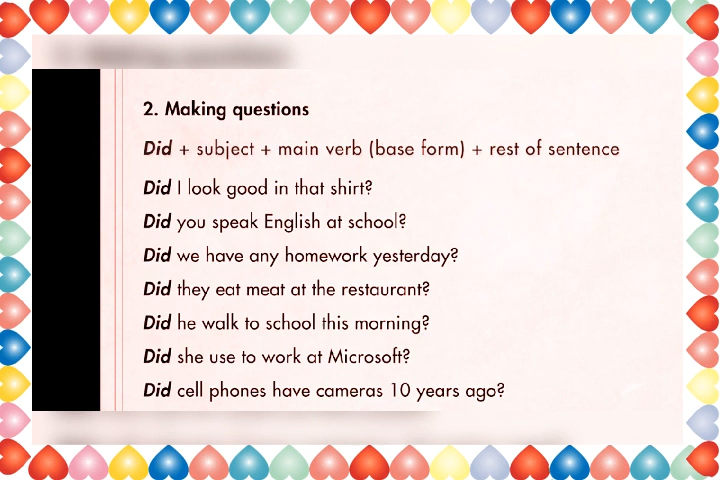 2. Making questions
Did + subject + main verb (base form) + rest of sentence
Did I look good in that shirt?
Did you speak English at school?
Did we have any homework yesterday?
Did they eat meat at the restaurant?
Did he walk to school this morning?
Did she use to work at Microsoft?
Did cell phones have cameras 10 years ago?